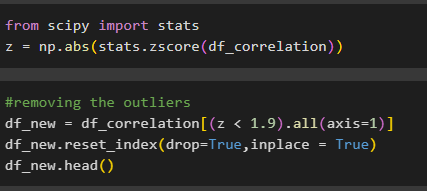 from scipy import stats
z = np.abs(stats.zscore(df_correlation))
#removing the outliers
df_new = df_correlation[(z < 1.9).all(axis=1)]
df_new.reset_index(drop=True,inplace = True)
df_new.head()